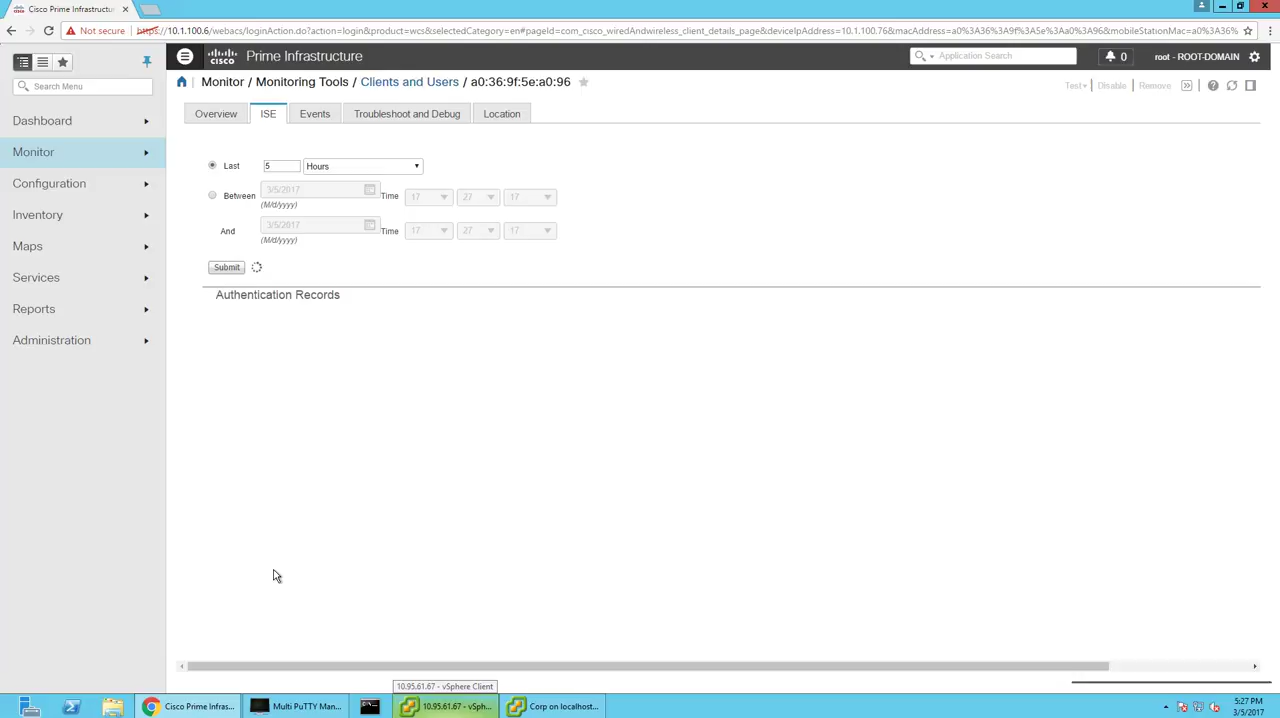 Cisco Prime Infrastructur
Not secure
https://10.1.100.6/webacs/loginAction.do?action=login&product=wcs&selectedCategory=en#pageId=com_cisco_wiredAndwireless_client_details_page&deviceIpAddress=10.1.100.76&macAddress=a0%3A36%3A9f%3A5e%3Aa0%3A96&mobileStationMac=a0%3A36%
cisco
Prime Infrastructure
Application Search
0
root - ROOT-DOMAIN
Search Menu
Monitor / Monitoring Tools / Clients and Users / a0:36:9f:5e:a0:96
Test
Disable
Remove
Overview
ISE
Events
Troubleshoot and Debug
Location
Dashboard
Monitor
Configuration
Inventory
Maps
Services
Reports
Administration
Last 5 Hours
Between 3/5/2017 Time 17 27 17
(M/d/yyyy)
And 3/5/2017 Time 17 27 17
(M/d/yyyy)
Submit
Authentication Records
10.95.61.67 - vSphere Client
Cisco Prime Infras...
Multi PuTTY Man...
10.95.61.67 - vSph...
Corp on localhost...
5:27 PM
3/5/2017